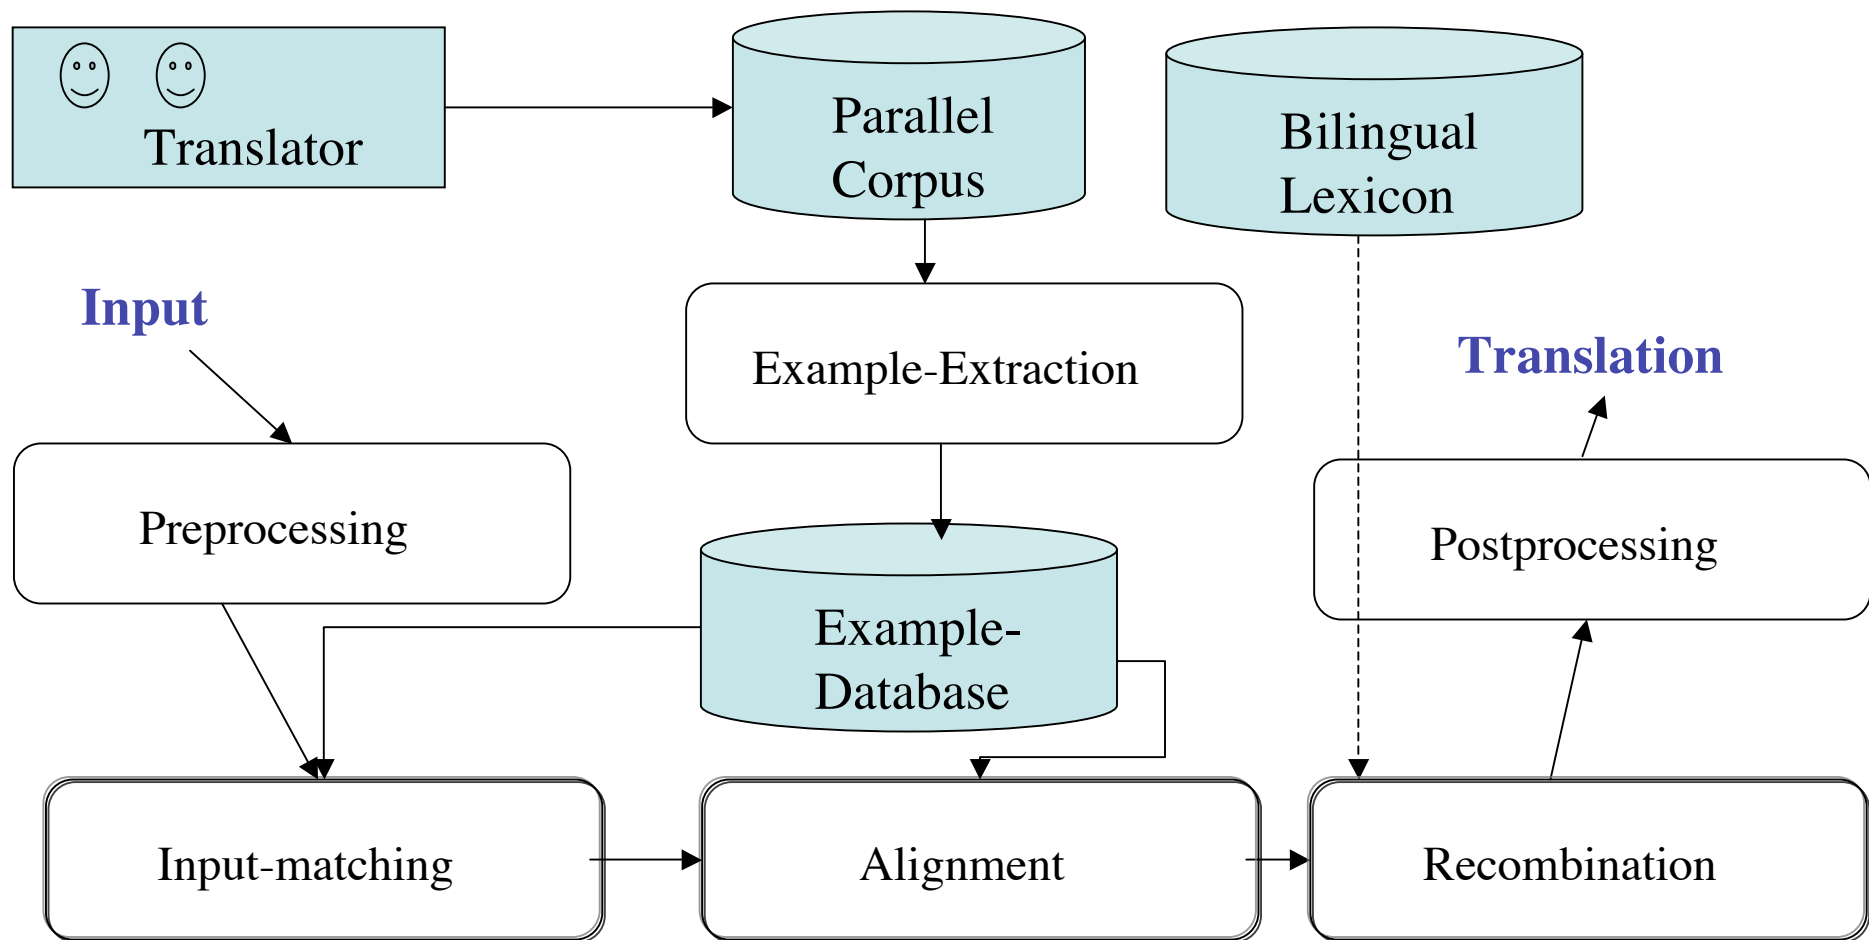 Translator
Parallel
Corpus
Bilingual
Lexicon
Input
Example-Extraction
Translation
Preprocessing
Postprocessing
Example-
Database
Input-matching
Alignment
Recombination